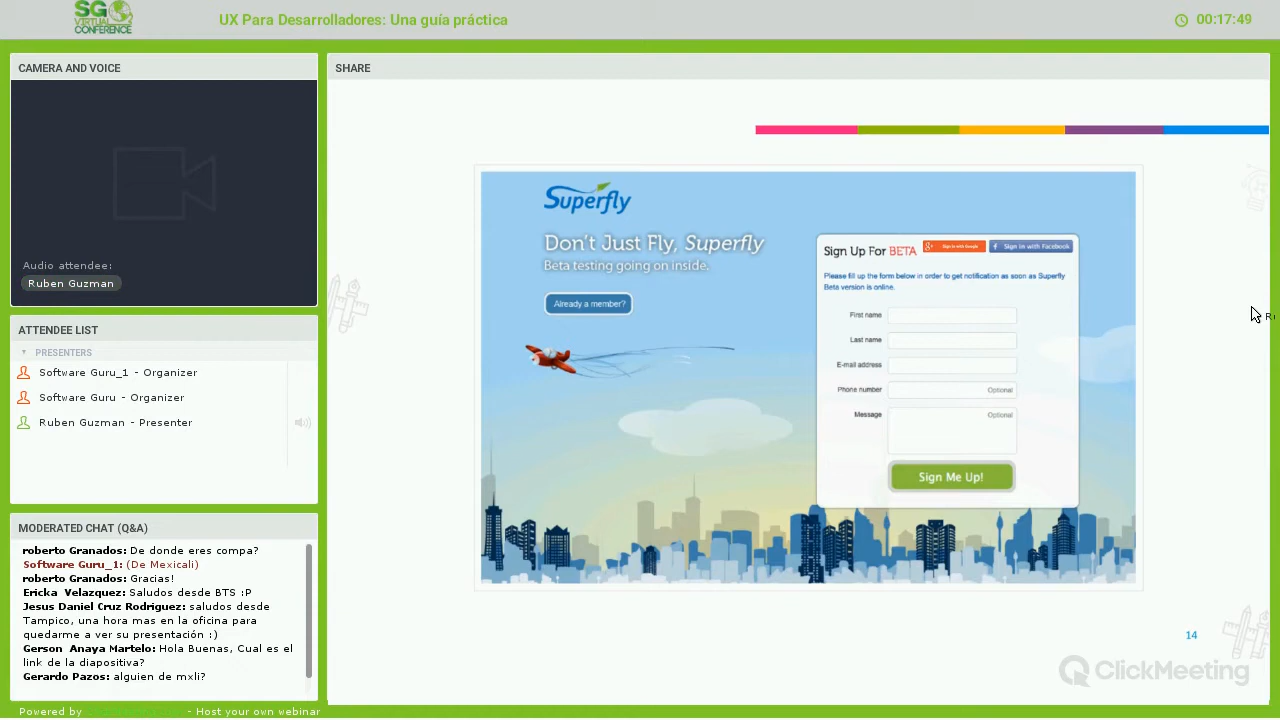 SG
VIRTUAL
CONFERENCE
UX Para Desarrolladores: Una guía práctica
00:17:49
CAMERA AND VOICE
Audio attendee:
Ruben Guzman
ATTENDEE LIST
PRESENTERS
Software Guru_1 - Organizer
Software Guru - Organizer
Ruben Guzman - Presenter
MODERATED CHAT (Q&A)
roberto Granados: De donde eres compa?
Software Guru_1: (De Mexicali)
roberto Granados: Gracias!
Ericka Velazquez: Saludos desde BTS :P
Jesus Daniel Cruz Rodriguez: saludos desde
Tampico, una hora mas en la oficina para
quedarme a ver su presentación :)
Gerson Anaya Martelo: Hola Buenas, Cual es el
link de la diapositiva?
Gerardo Pazos: alguien de mxli?
Powered by
- Host your own webinar
SHARE
Superfly
Don't Just Fly, Superfly
Beta testing going on inside.
Already a member?
Sign Up For BETA
Sign in with Google
Sign in with Facebook
Please fill up the form below in order to get notification as soon as Superfly
Beta version is online.
First name
Last name
E-mail address
Phone number
Optional
Message
Optional
Sign Me Up!
14
ClickMeeting